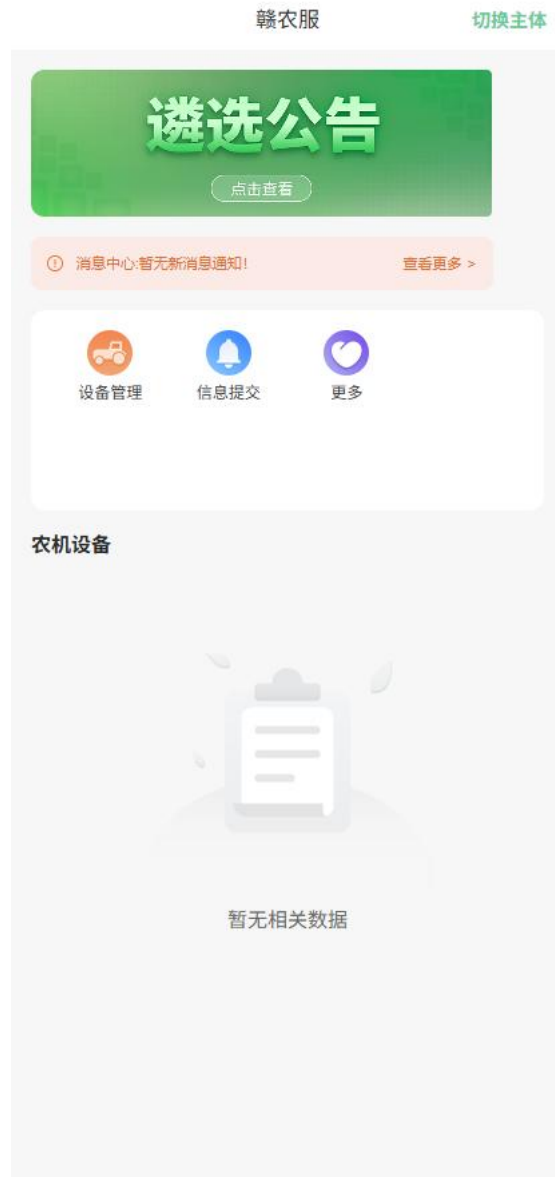 赣农服
切换主体
遴选公告
点击查看
消息中心:暂无新消息通知!
查看更多 >
设备管理
信息提交
更多
农机设备
暂无相关数据